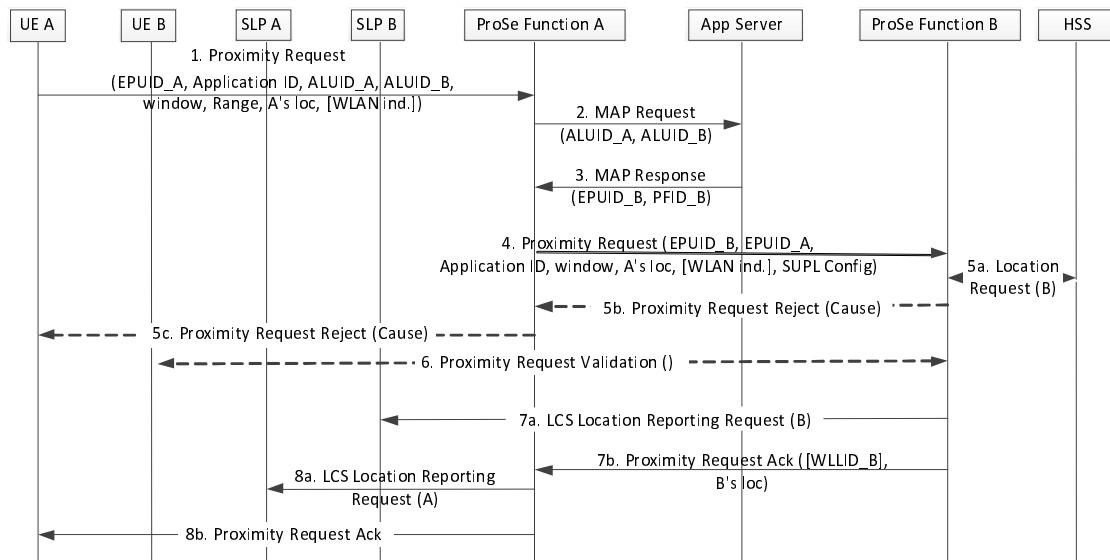 UE A
UE B
SLP A
SLP B
ProSe Function A
App Server
ProSe Function B
HSS
1. Proximity Request
(EPUID_A, Application ID, ALUID_A, ALUID_B,
window, Range, A's loc, [WLAN ind.])
2. MAP Request
(ALUID_A, ALUID_B)
3. MAP Response
(EPUID_B, PFID_B)
4. Proximity Request (EPUID_B, EPUID_A,
Application ID, window, A's loc, [WLAN ind.], SUPL Config)
5a. Location
Request (B)
5b. Proximity Request Reject (Cause)
5c. Proximity Request Reject (Cause)
6. Proximity Request Validation ()
7a. LCS Location Reporting Request (B)
7b. Proximity Request Ack ([WLLID_B],
B's loc)
8a. LCS Location Reporting
Request (A)
8b. Proximity Request Ack